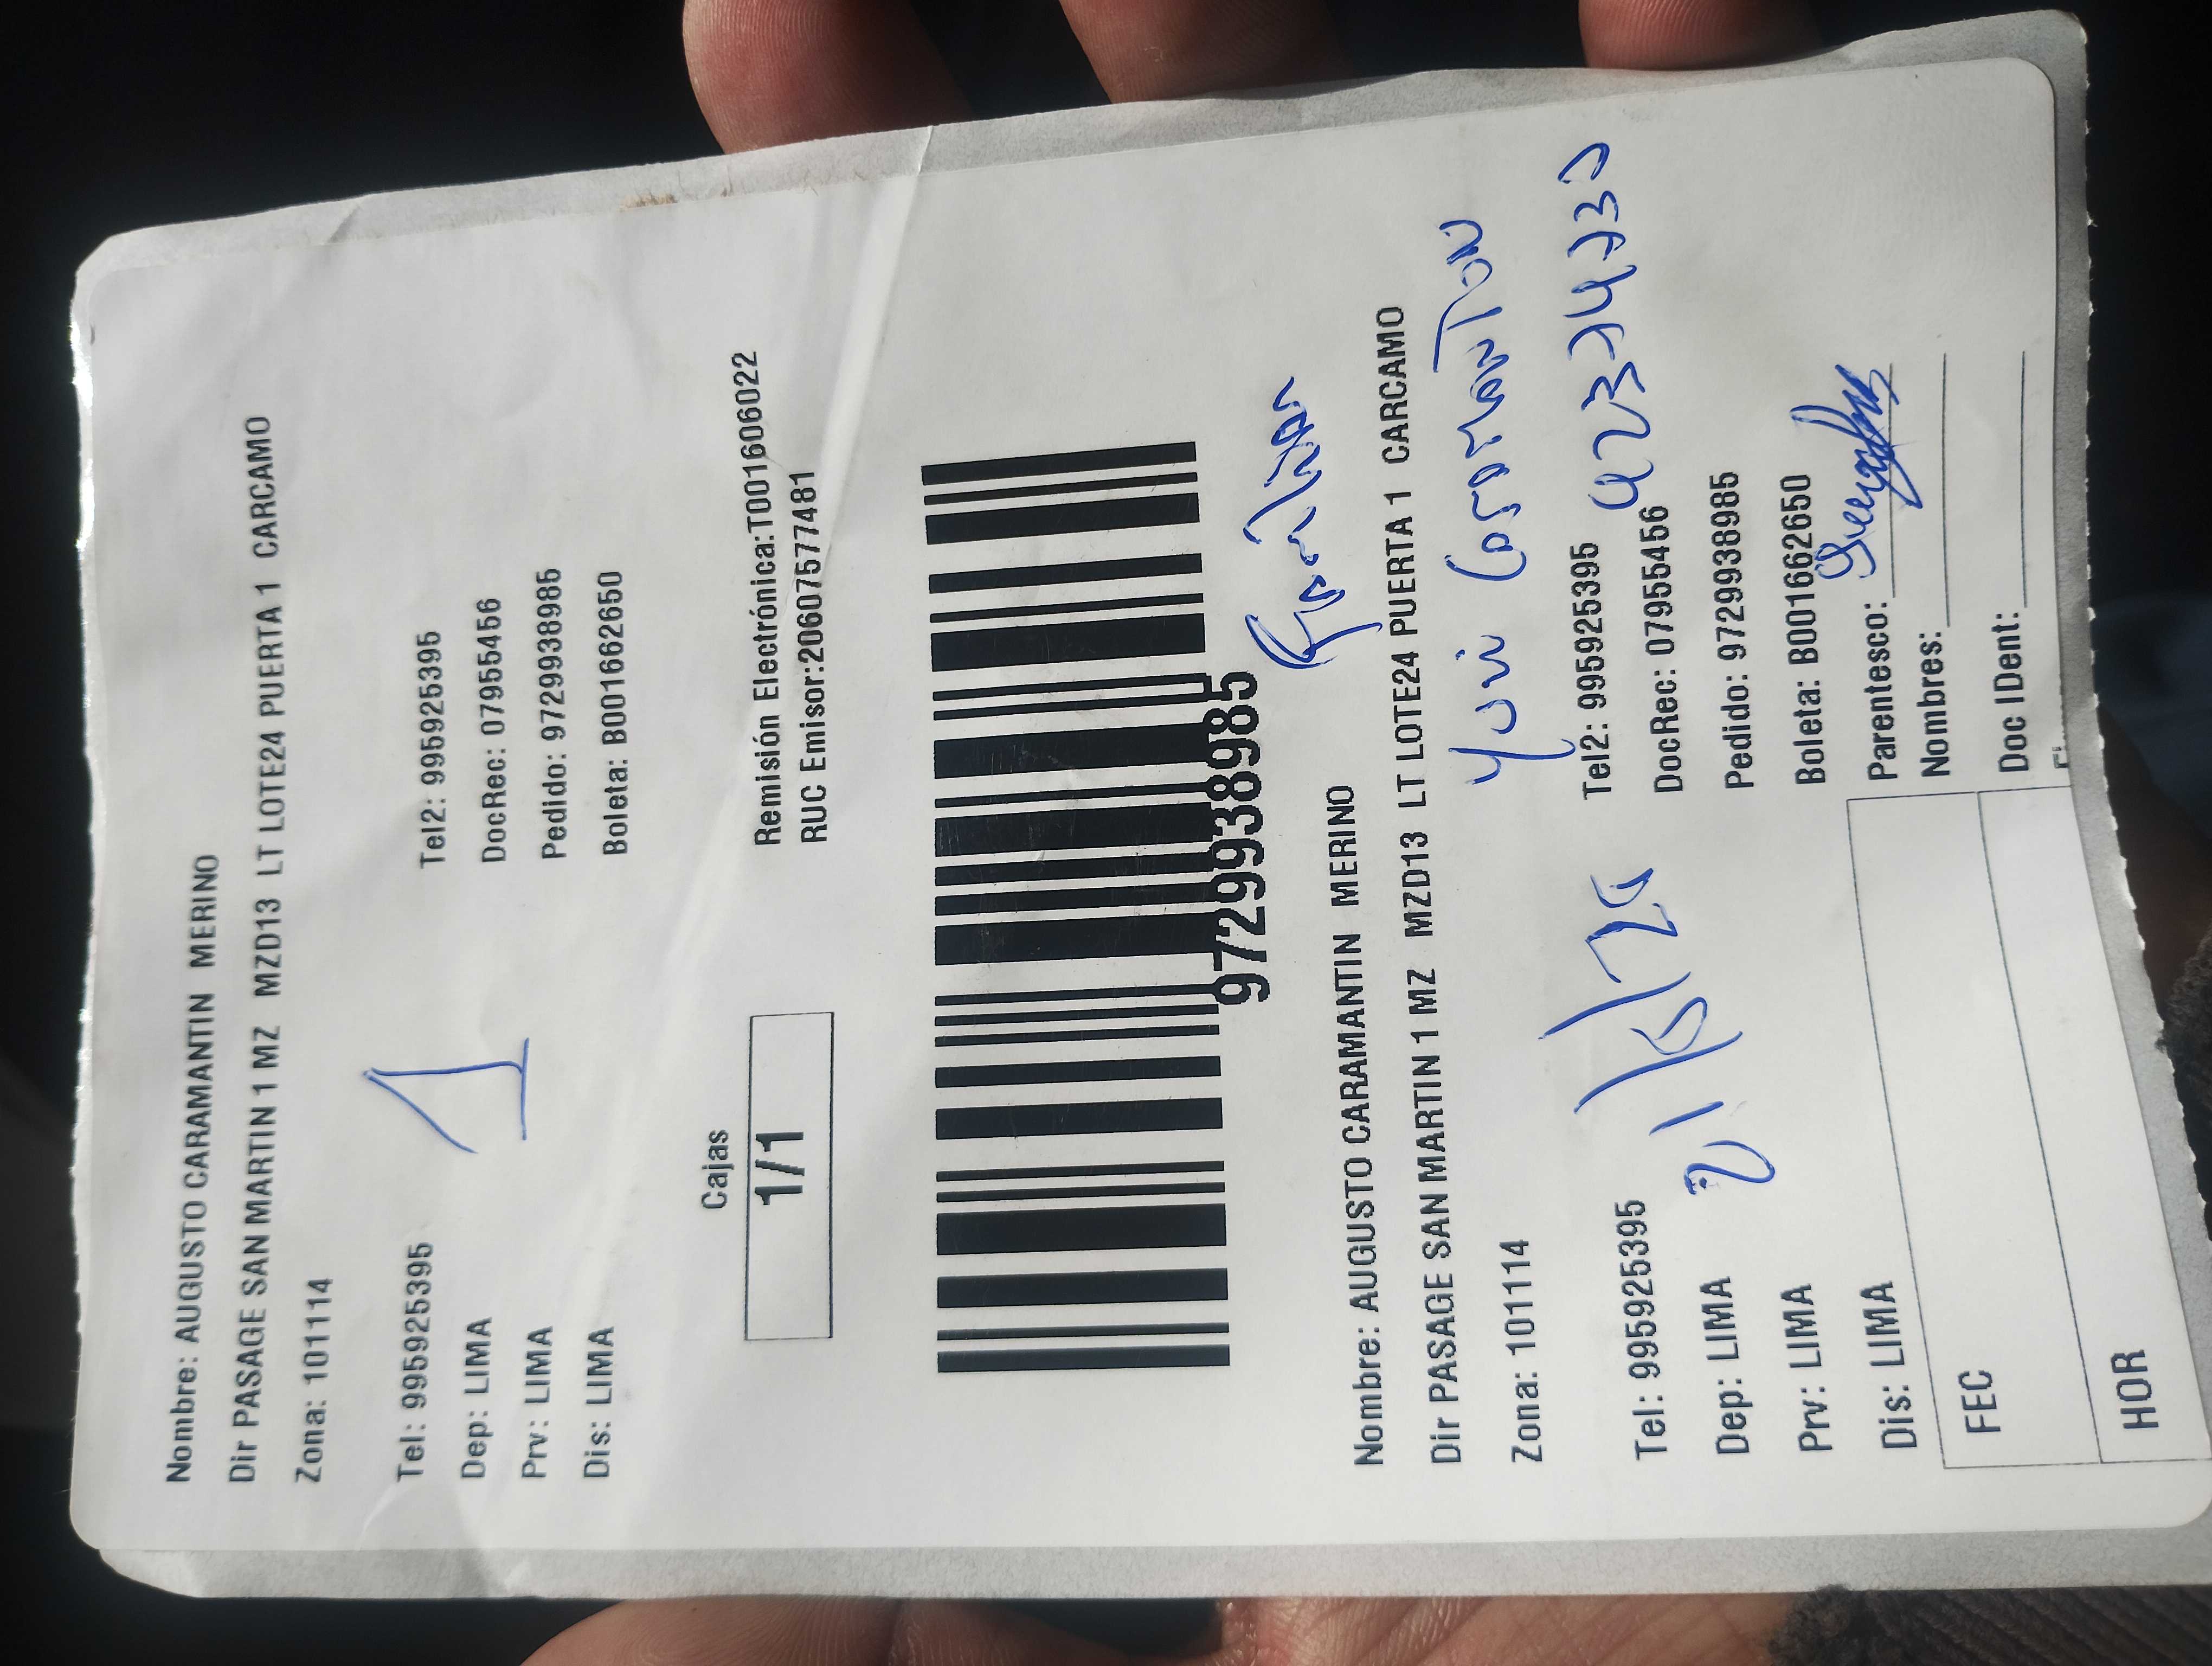 Nombre: AUGUSTO CARAMANTIN MERINO
Dir PASAGE SAN MARTIN 1 MZ MZD13 LT LOTE24 PUERTA 1 CARCAMO
Zona: 101114
Tel: 995925395 Tel2: 995925395
Dep: LIMA DocRec: 07955456
Prv: LIMA Pedido: 9729938985
Dis: LIMA Boleta: B001662650
1
Cajas
1/1
Remisión Electrónica:T001606022
RUC Emisor:20607577481
9729938985
Nombre: AUGUSTO CARAMANTIN MERINO
Dir PASAGE SAN MARTIN 1 MZ MZD13 LT LOTE24 PUERTA 1 CARCAMO
Zona: 101114
Tel: 995925395 Tel2: 995925395
Dep: LIMA DocRec: 07955456
Prv: LIMA Pedido: 9729938985
Dis: LIMA Boleta: B001662650
Parentesco:
Nombres:
Doc IDent:
FEC
HOR